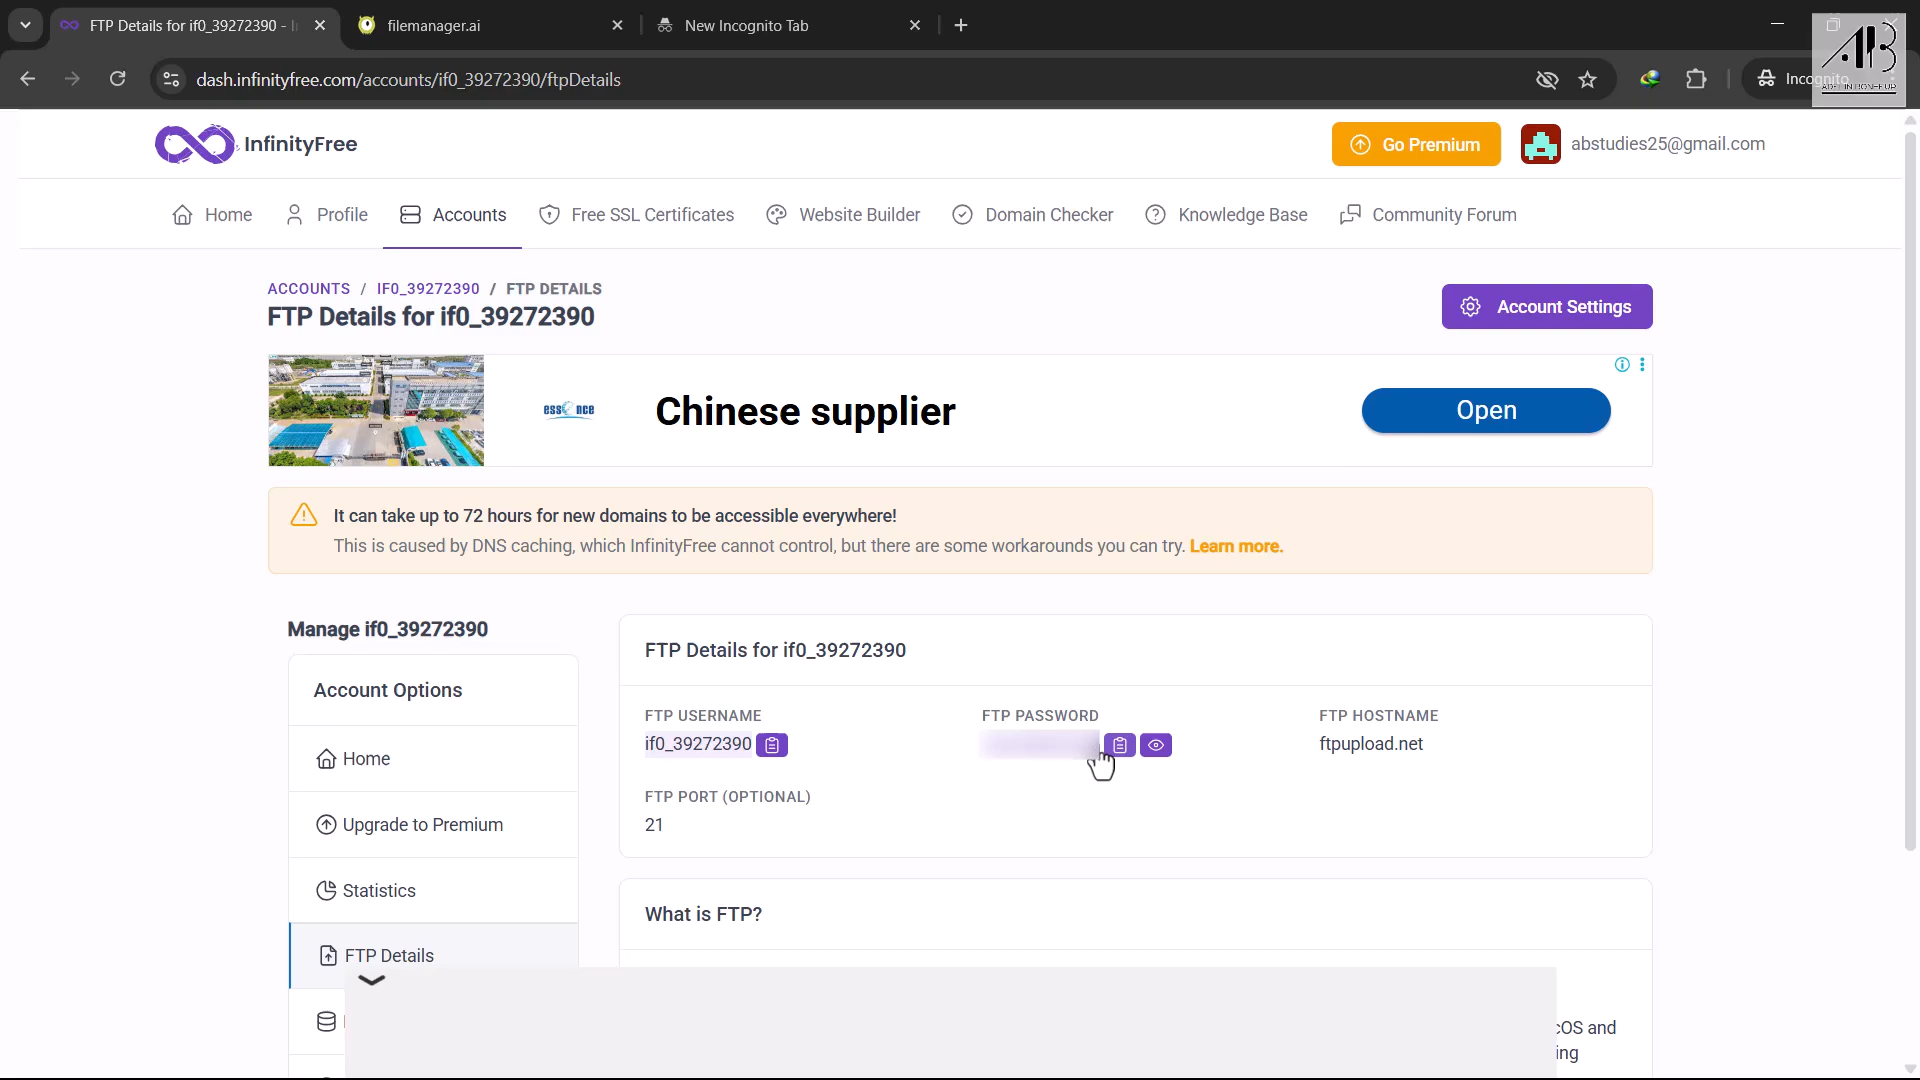 FTP Details for if0_39272390 - I
filemanager.ai
New Incognito Tab
dash.infinityfree.com/accounts/if0_39272390/ftpDetails
Incognito
InfinityFree
Go Premium
abstudies25@gmail.com
Home
Profile
Accounts
Free SSL Certificates
Website Builder
Domain Checker
Knowledge Base
Community Forum
ACCOUNTS / IF0_39272390 / FTP DETAILS
FTP Details for if0_39272390
Account Settings
essence
Chinese supplier
Open
It can take up to 72 hours for new domains to be accessible everywhere!
This is caused by DNS caching, which InfinityFree cannot control, but there are some workarounds you can try. Learn more.
Manage if0_39272390
Account Options
Home
Upgrade to Premium
Statistics
FTP Details
FTP Details for if0_39272390
FTP USERNAME
if0_39272390
FTP PASSWORD
FTP HOSTNAME
ftpupload.net
FTP PORT (OPTIONAL)
21
What is FTP?
cOS and
ing